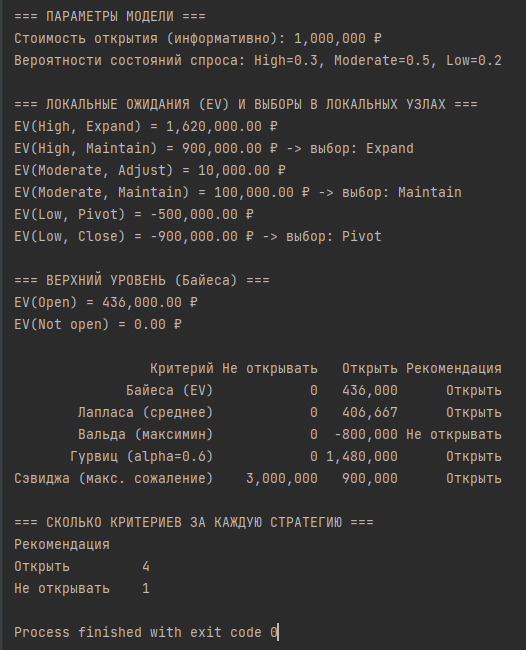 === ПАРАМЕТРЫ МОДЕЛИ ===
Стоимость открытия (информативно): 1,000,000 ₽
Вероятности состояний спроса: High=0.3, Moderate=0.5, Low=0.2
=== ЛОКАЛЬНЫЕ ОЖИДАНИЯ (EV) И ВЫБОРЫ В ЛОКАЛЬНЫХ УЗЛАХ ===
EV(High, Expand) = 1,620,000.00 ₽
EV(High, Maintain) = 900,000.00 ₽ -> выбор: Expand
EV(Moderate, Adjust) = 10,000.00 ₽
EV(Moderate, Maintain) = 100,000.00 ₽ -> выбор: Maintain
EV(Low, Pivot) = -500,000.00 ₽
EV(Low, Close) = -900,000.00 ₽ -> выбор: Pivot
=== ВЕРХНИЙ УРОВЕНЬ (Байеса) ===
EV(Open) = 436,000.00 ₽
EV(Not open) = 0.00 ₽
Критерий Не открывать Открыть Рекомендация
Байеса (EV) 0 436,000 Открыть
Лапласа (среднее) 0 406,667 Открыть
Вальда (максимин) 0 -800,000 Не открывать
Гурвиц (alpha=0.6) 0 1,480,000 Открыть
Сэвиджа (макс. сожаление) 3,000,000 900,000 Открыть
=== СКОЛЬКО КРИТЕРИЕВ ЗА КАЖДУЮ СТРАТЕГИЮ ===
Рекомендация
Открыть 4
Не открывать 1
Process finished with exit code 0